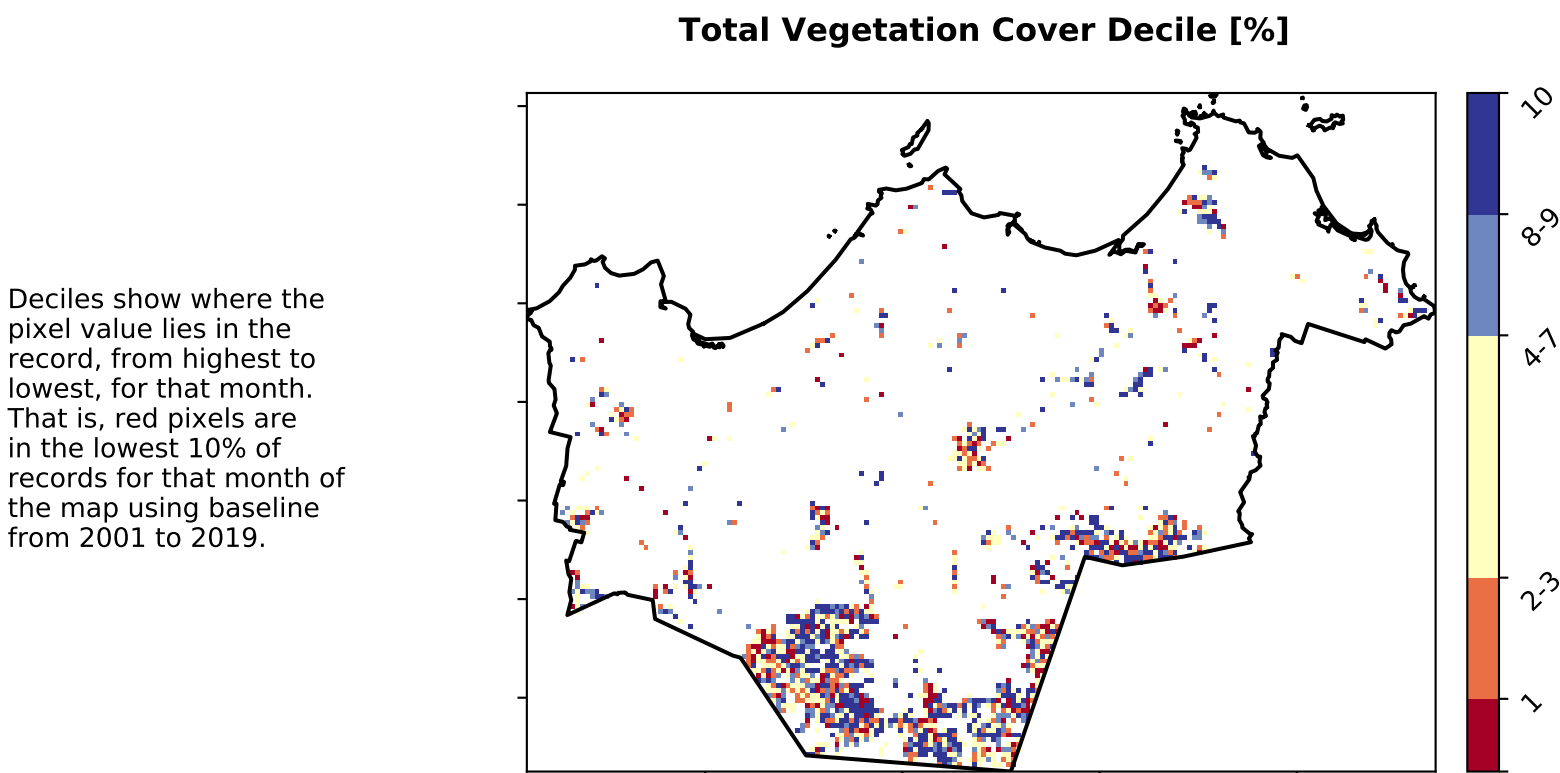 Total Vegetation Cover Decile [%]
Deciles show where the
pixel value lies in the
record, from highest to
lowest, for that month.
That is, red pixels are
in the lowest 10% of
records for that month of
the map using baseline
from 2001 to 2019.
10
8-9
4-7
2-3
1